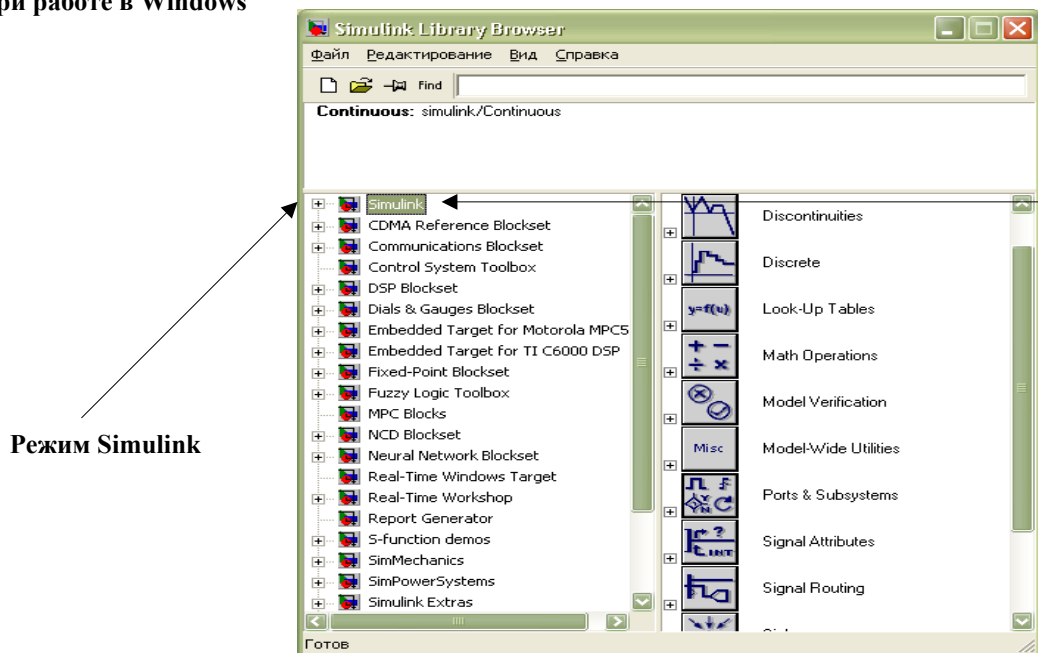 ри работе в Windows
Simulink Library Browser
Файл Редактирование Вид Справка
Find
Continuous: simulink/Continuous
Simulink
CDMA Reference Blockset
Communications Blockset
Control System Toolbox
DSP Blockset
Dials & Gauges Blockset
Embedded Target for Motorola MPC5
Embedded Target for TI C6000 DSP
Fixed-Point Blockset
Fuzzy Logic Toolbox
MPC Blocks
NCD Blockset
Neural Network Blockset
Real-Time Windows Target
Real-Time Workshop
Report Generator
S-function demos
SimMechanics
SimPowerSystems
Simulink Extras
Discontinuities
Discrete
y=f(u)
Look-Up Tables
+ − ÷ ×
Math Operations
Model Verification
Misc
Model-Wide Utilities
Y N
Ports & Subsystems
? t INT
Signal Attributes
Signal Routing
Готов
Режим Simulink